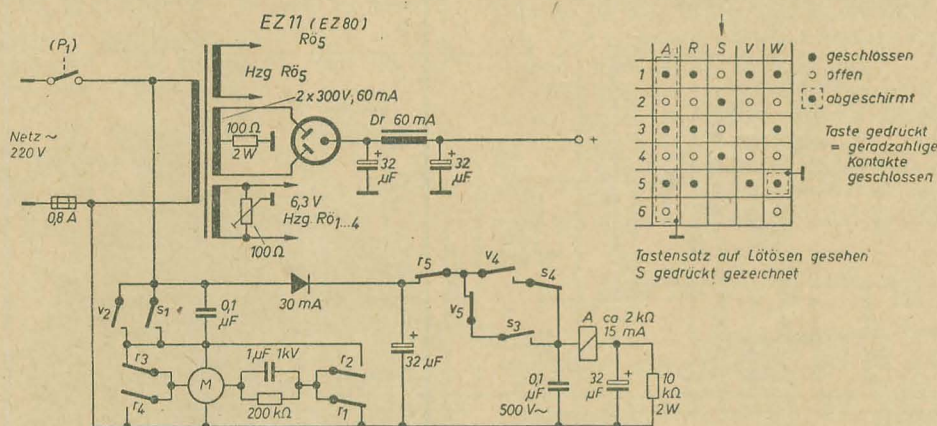 EZ11 (EZ80)
Rö5
(P1)
Hzg Rö5
2 x 300 V, 60 mA
100 Ω
2 W
Dr 60 mA
+
Netz ~
220 V
+
32
µF
+
32
µF
0,8 A
6,3 V
Hzg Rö1...4
100 Ω
A R S V W
1
2
3
4
5
6
geschlossen
offen
abgeschirmt
Taste gedrückt
= geradzahlige
Kontakte
geschlossen
Tastensatz auf Lötösen gesehen
S gedrückt gezeichnet
v2
s1
0,1
µF
30 mA
r5
v4
s4
v5
s3
A ca 2 kΩ
15 mA
+
32 µF
r3
r4
M
1 µF 1 kV
200 kΩ
r2
r1
0,1
µF
500 V~
32
µF
+
10
kΩ
2 W